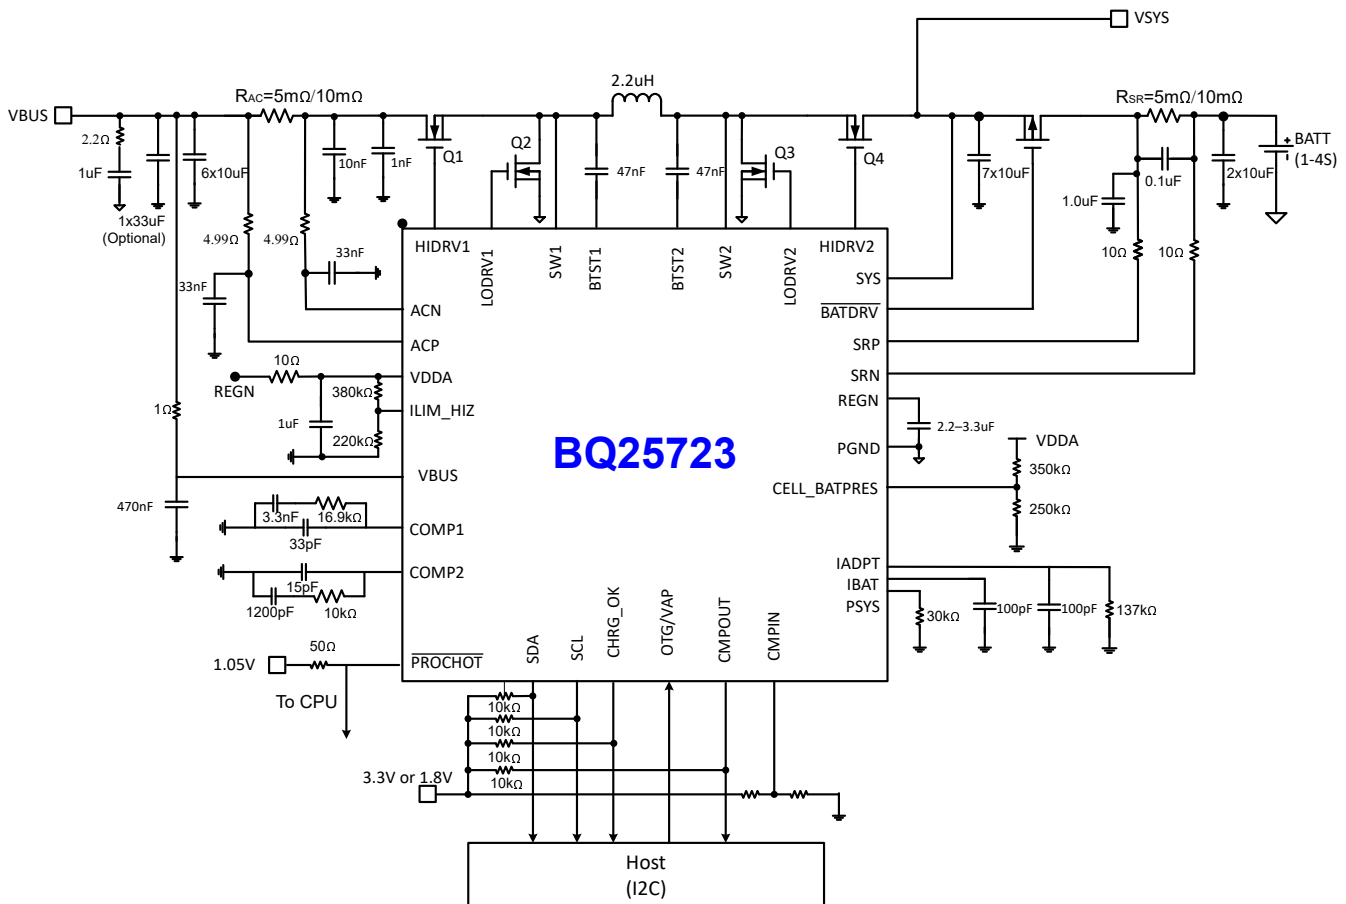 VSYS
2.2uH
RAC=5mΩ/10mΩ
RSR=5mΩ/10mΩ
VBUS
2.2Ω
1uF
1x33uF
(Optional)
6x10uF
10nF
1nF
Q1
Q2
47nF
47nF
Q3
Q4
7x10uF
0.1uF
1.0uF
2x10uF
+
-
BATT
(1-4S)
4.99Ω
4.99Ω
33nF
33nF
10Ω
10Ω
HIDRV1
LODRV1
SW1
BTST1
BTST2
SW2
LODRV2
HIDRV2
SYS
BATDRV
SRP
SRN
REGN
PGND
2.2–3.3uF
VDDA
350kΩ
250kΩ
CELL_BATPRES
ACN
ACP
10Ω
REGN
VDDA
380kΩ
ILIM_HIZ
1uF
220kΩ
1Ω
VBUS
470nF
BQ25723
3.3nF
16.9kΩ
33pF
COMP1
15pF
COMP2
1200pF
10kΩ
IADPT
IBAT
PSYS
30kΩ
100pF
100pF
137kΩ
1.05V
50Ω
PROCHOT
To CPU
SDA
SCL
CHRG_OK
OTG/VAP
CMPOUT
CMPIN
10kΩ
10kΩ
10kΩ
10kΩ
3.3V or 1.8V
Host
(I2C)